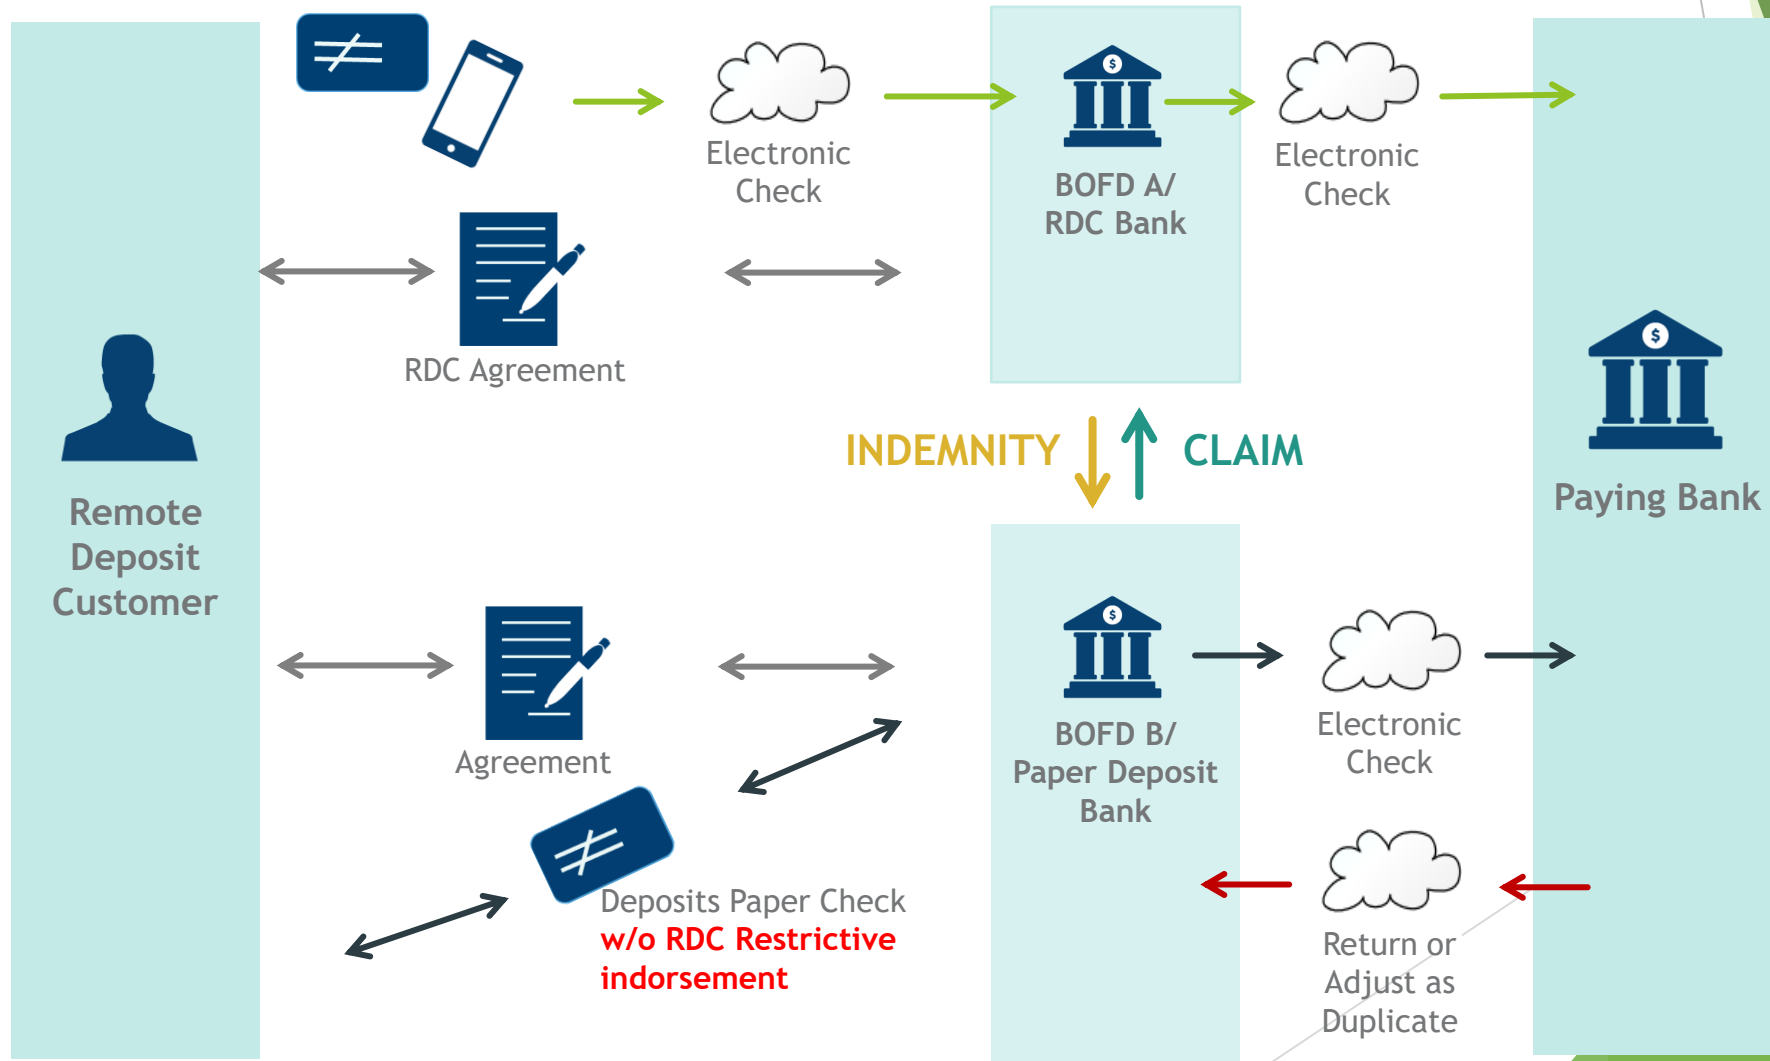 Electronic
Check
BOFD A/
RDC Bank
Electronic
Check
RDC Agreement
INDEMNITY
CLAIM
Remote
Deposit
Customer
Paying Bank
Agreement
BOFD B/
Paper Deposit
Bank
Electronic
Check
Deposits Paper Check
w/o RDC Restrictive
indorsement
Return or
Adjust as
Duplicate
$
$
$